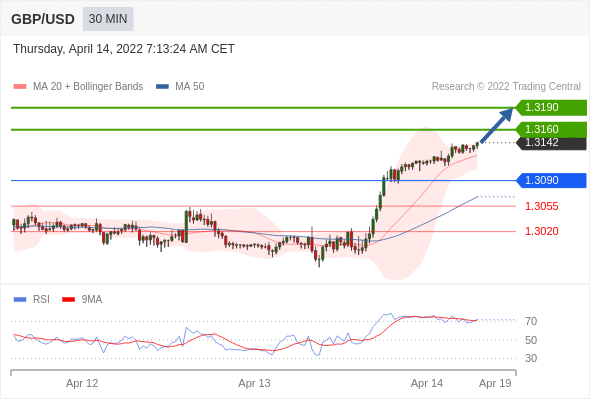 GBP/USD 30 MIN
Thursday, April 14, 2022 7:13:24 AM CET
MA 20 + Bollinger Bands MA 50 Research © 2022 Trading Central
1.3190
1.3160
1.3142
1.3090
1.3055
1.3020
RSI 9MA
70
50
30
Apr 12 Apr 13 Apr 14 Apr 19